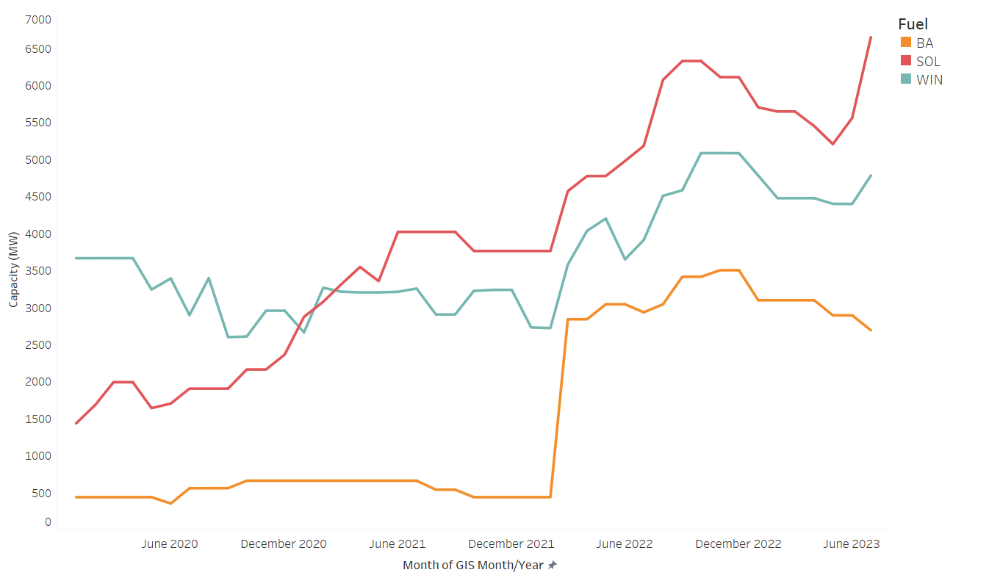 7000
6500
6000
5500
5000
4500
4000
3500
3000
2500
2000
1500
1000
500
0
Capacity (MW)
June 2020
December 2020
June 2021
December 2021
June 2022
December 2022
June 2023
Month of GIS Month/Year
Fuel
BA
SOL
WIN